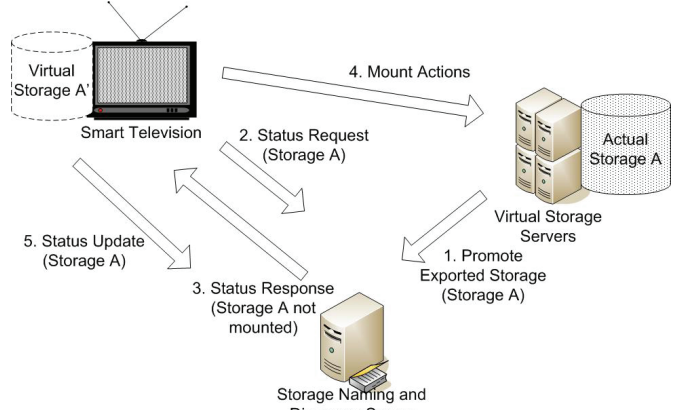 Virtual
Storage A'
Smart Television
4. Mount Actions
2. Status Request
(Storage A)
Actual
Storage A
Virtual Storage
Servers
5. Status Update
(Storage A)
1. Promote
Exported Storage
(Storage A)
3. Status Response
(Storage A not
mounted)
Storage Naming and